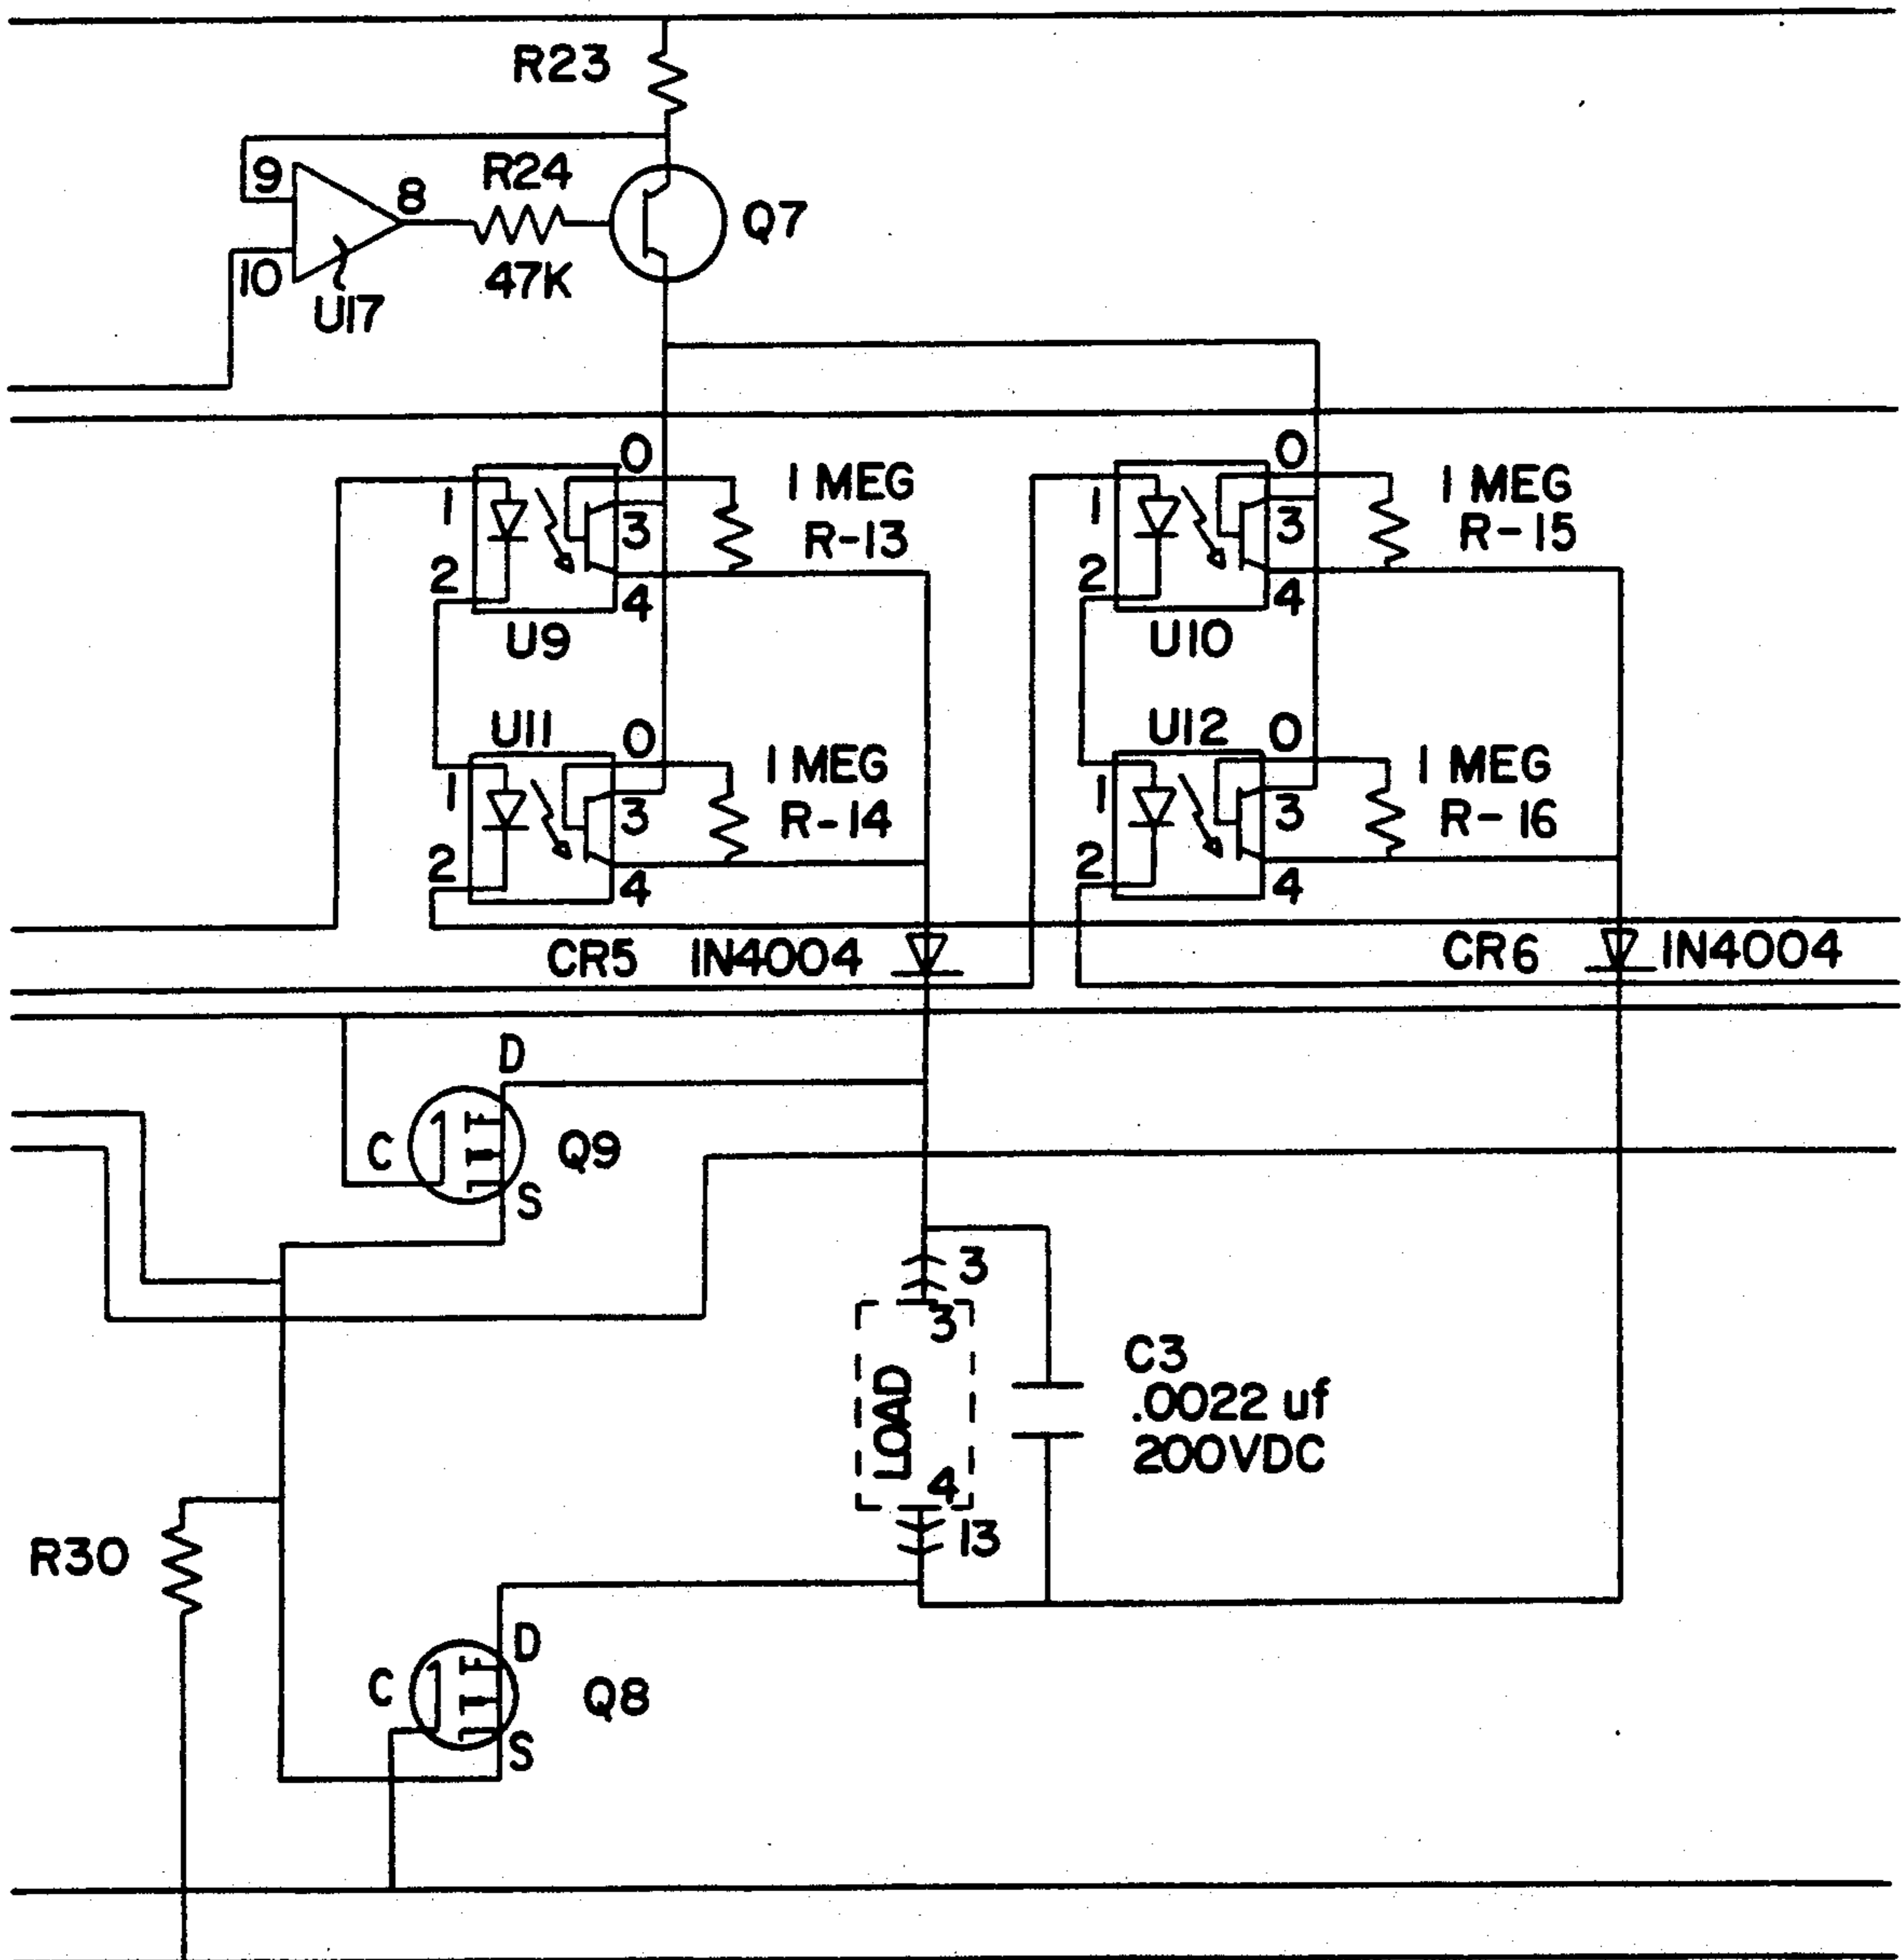 R23
9
8
R24
Q7
10
47K
U17
0
1 MEG
1
3
R-13
2
4
U9
0
1 MEG
1
3
R-15
2
4
U10
U11
0
1 MEG
1
3
R-14
2
4
U12
0
1 MEG
1
3
R-16
2
4
CR5 IN4004
CR6 IN4004
D
C
Q9
S
3
3
LOAD
C3
.0022 uf
200VDC
4
13
R30
D
C
Q8
S